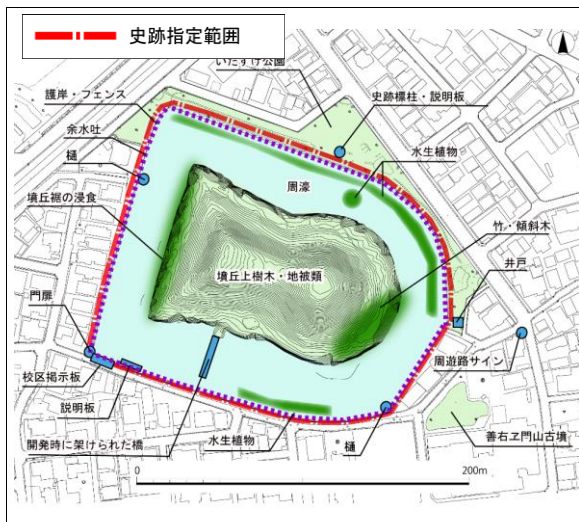 史跡指定範囲
いたすけ公園
護岸・フェンス
史跡標柱・説明板
余水吐
水生植物
樋
周濠
墳丘裾の浸食
竹・傾斜木
墳丘上樹木・地被類
井戸
門扉
周遊路サイン
校区掲示板
説明板
水生植物
開発時に架けられた橋
樋
善右ヱ門山古墳
0
200m